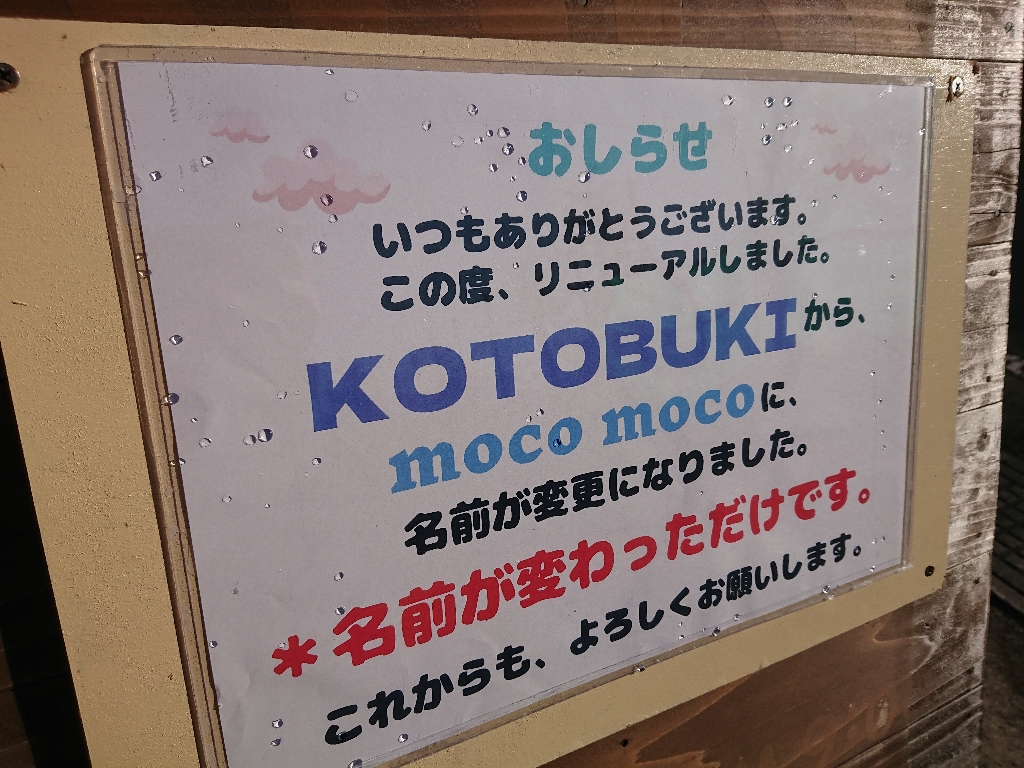 おしらせ
いつもありがとうございます。
この度、リニューアルしました。
KOTOBUKIから、
moco mocoに、
名前が変更になりました。
*名前が変わっただけです。
これからも、よろしくお願いします。